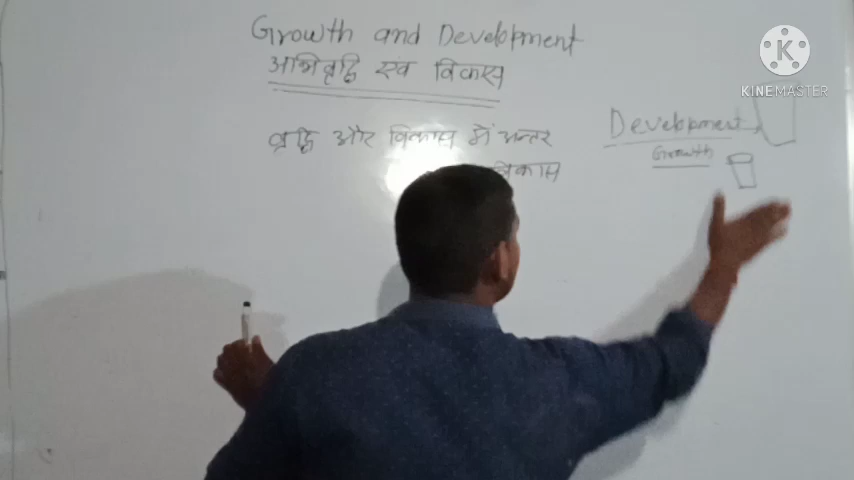 Growth and Development
अभिवृद्धि एवं विकास
वृद्धि और विकास में अन्तर
विकास
Development
Growth
KINEMASTER